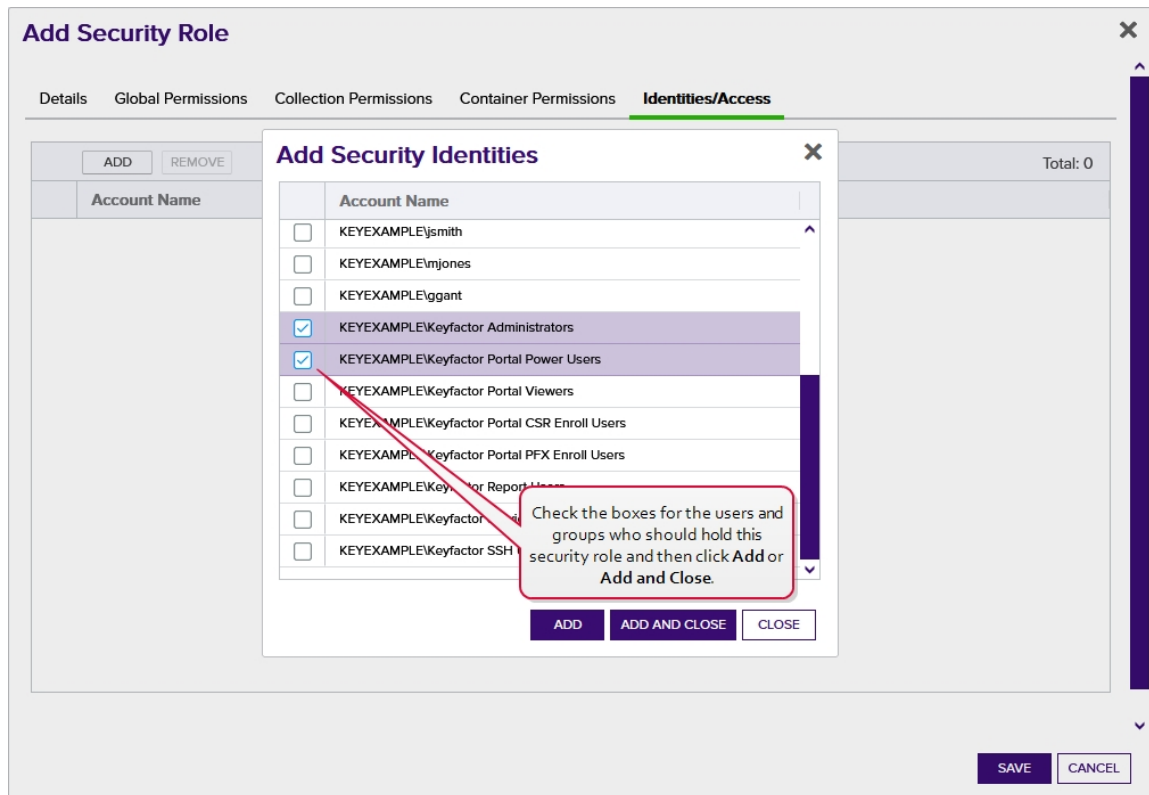 Add Security Role
Details Global Permissions Collection Permissions Container Permissions Identities/Access
ADD REMOVE
Total: 0
Account Name
Add Security Identities
Account Name
KEYEXAMPLE\jsmith
KEYEXAMPLE\mjones
KEYEXAMPLE\ggant
KEYEXAMPLE\Keyfactor Administrators
KEYEXAMPLE\Keyfactor Portal Power Users
KEYEXAMPLE\Keyfactor Portal Viewers
KEYEXAMPLE\Keyfactor Portal CSR Enroll Users
KEYEXAMPLE\Keyfactor Portal PFX Enroll Users
KEYEXAMPLE\Keyfactor Report Users
KEYEXAMPLE\Keyfactor
KEYEXAMPLE\Keyfactor SSH
Check the boxes for the users and
groups who should hold this
security role and then click Add or
Add and Close.
ADD ADD AND CLOSE CLOSE
SAVE CANCEL